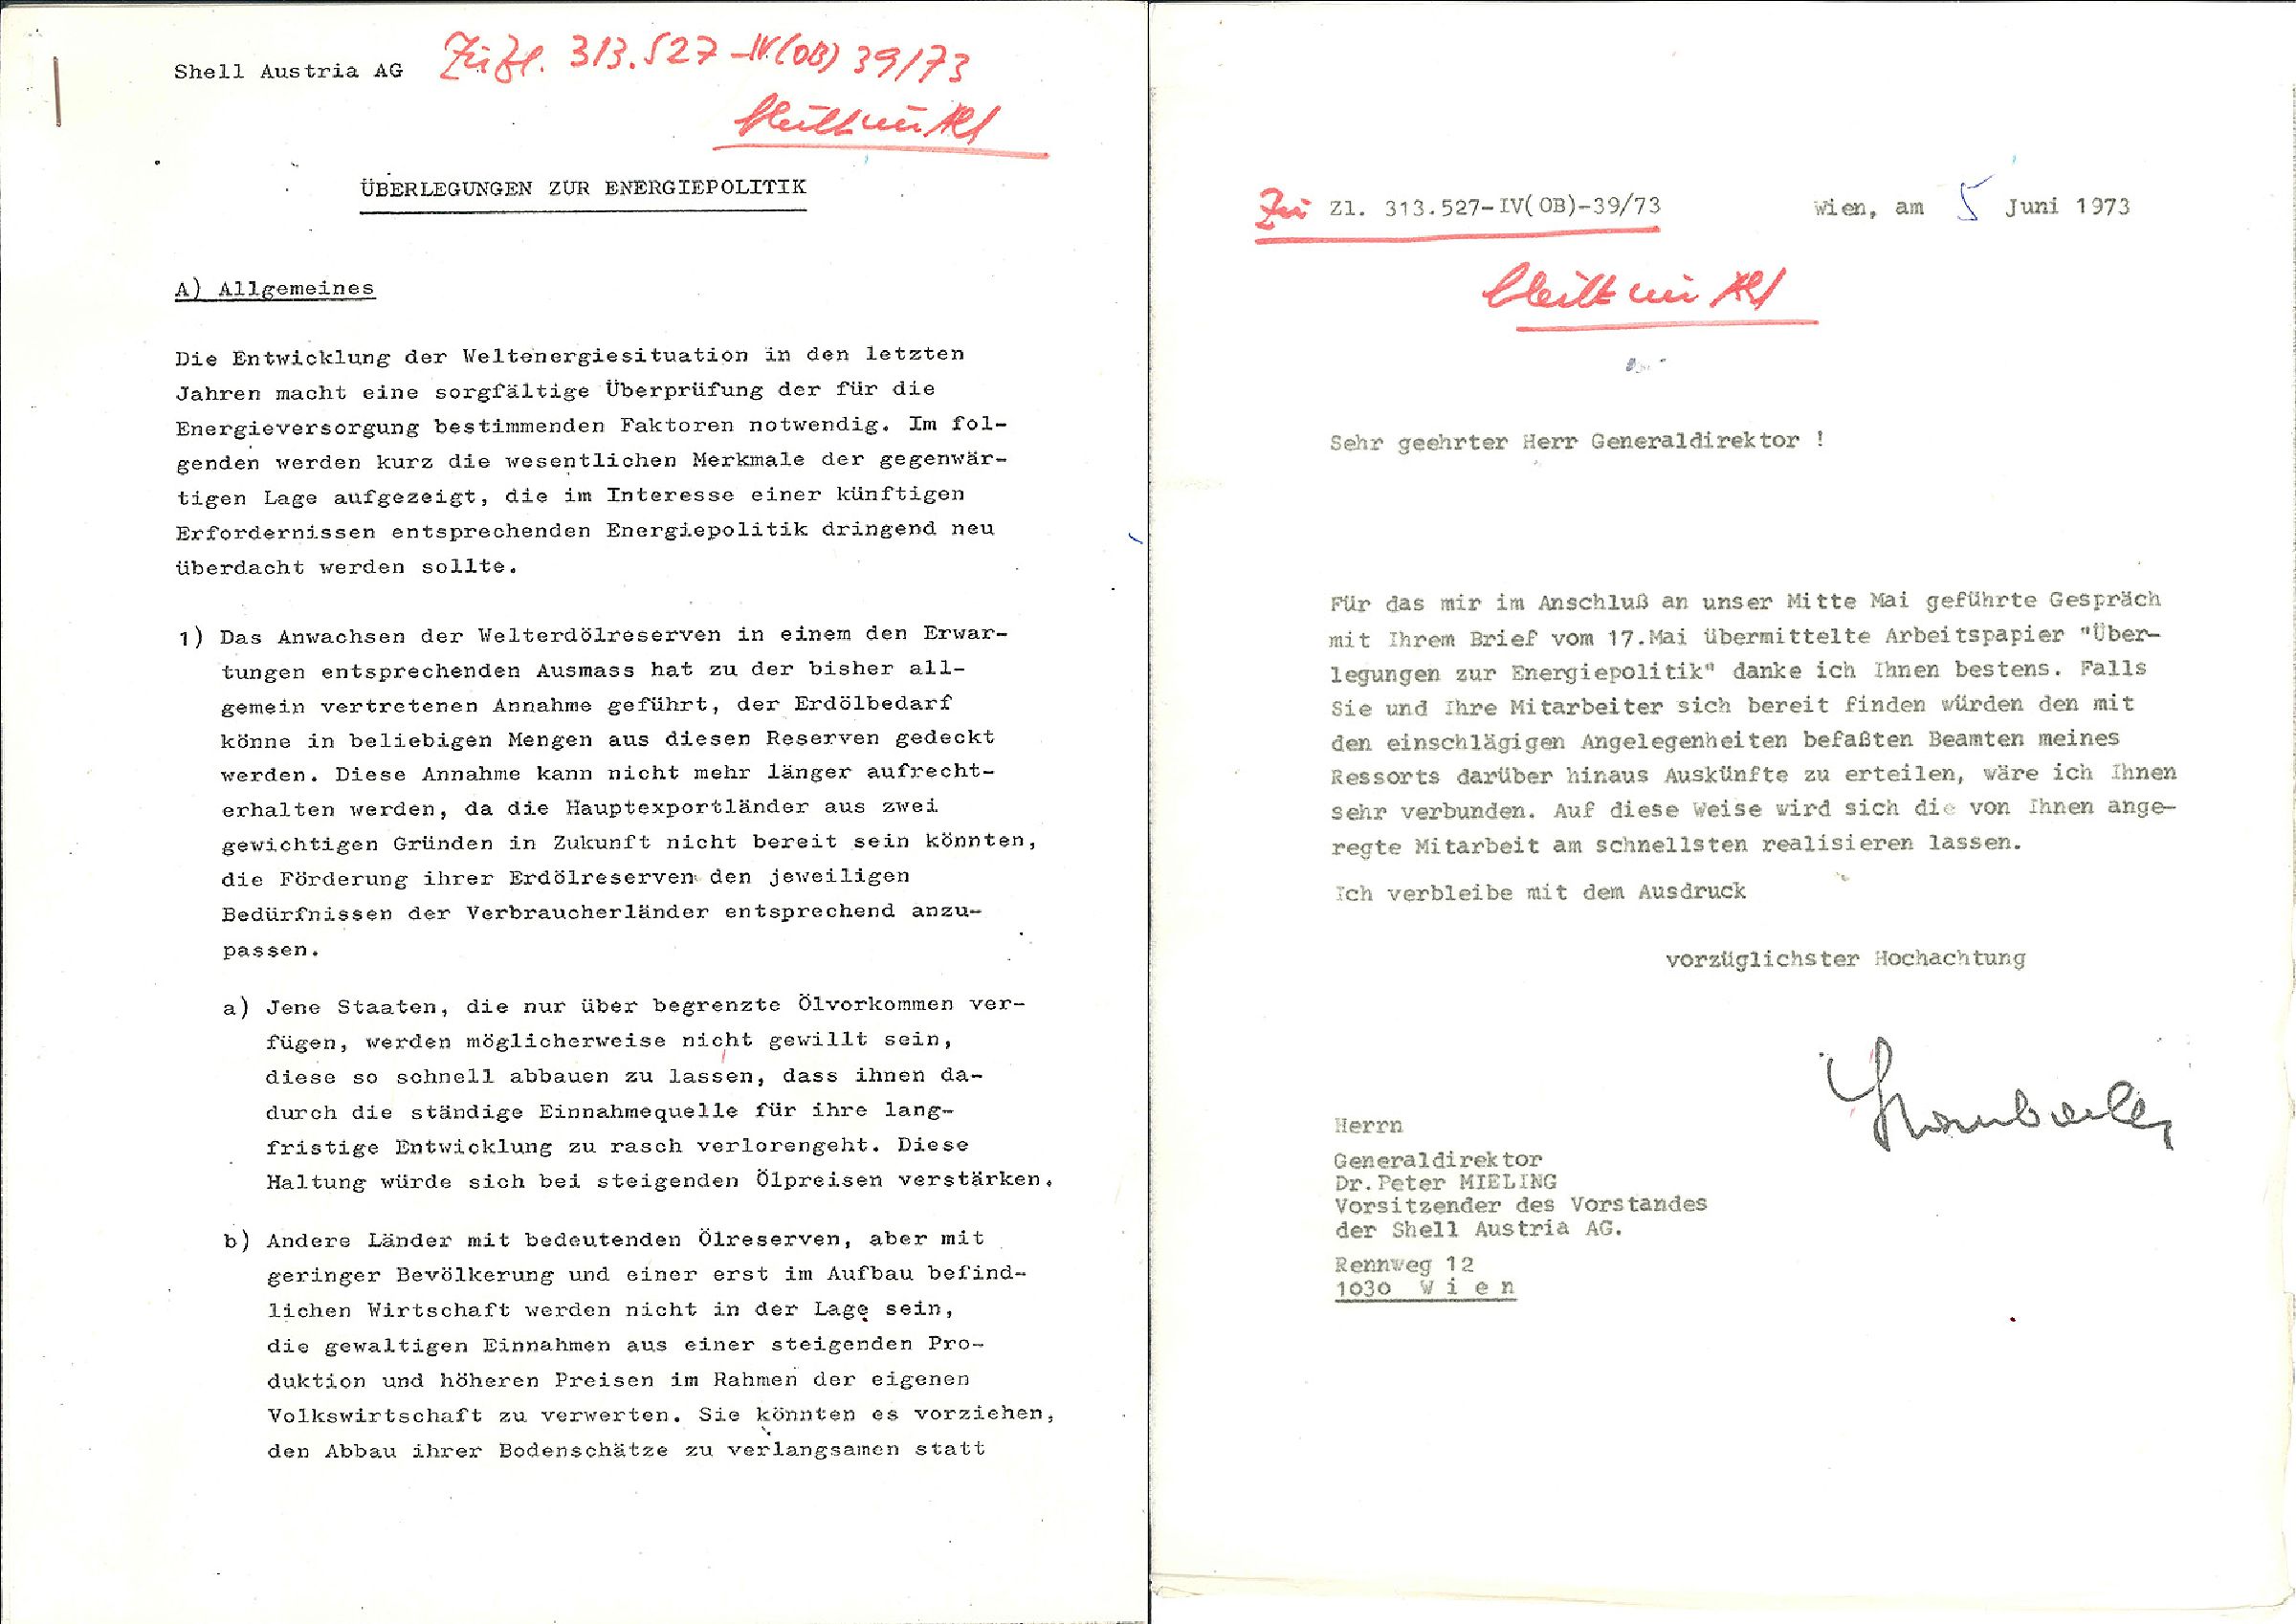 Shell Austria AG Zu Zl. 313.527-IV(OB) 39/73
bleibt im Akt
ÜBERLEGUNGEN ZUR ENERGIEPOLITIK
A) Allgemeines
Die Entwicklung der Weltenergiesituation in den letzten
Jahren macht eine sorgfältige Überprüfung der für die
Energieversorgung bestimmenden Faktoren notwendig. Im fol-
genden werden kurz die wesentlichen Merkmale der gegenwär-
tigen Lage aufgezeigt, die im Interesse einer künftigen
Erfordernissen entsprechenden Energiepolitik dringend neu
überdacht werden sollte.
1) Das Anwachsen der Welterdölreserven in einem den Erwar-
tungen entsprechenden Ausmass hat zu der bisher all-
gemein vertretenen Annahme geführt, der Erdölbedarf
könne in beliebigen Mengen aus diesen Reserven gedeckt
werden. Diese Annahme kann nicht mehr länger aufrecht-
erhalten werden, da die Hauptexportländer aus zwei
gewichtigen Gründen in Zukunft nicht bereit sein könnten,
die Förderung ihrer Erdölreserven den jeweiligen
Bedürfnissen der Verbraucherländer entsprechend anzu-
passen.
a) Jene Staaten, die nur über begrenzte Ölvorkommen ver-
fügen, werden möglicherweise nicht gewillt sein,
diese so schnell abbauen zu lassen, dass ihnen da-
durch die ständige Einnahmequelle für ihre lang-
fristige Entwicklung zu rasch verlorengeht. Diese
Haltung würde sich bei steigenden Ölpreisen verstärken.
b) Andere Länder mit bedeutenden Ölreserven, aber mit
geringer Bevölkerung und einer erst im Aufbau befind-
lichen Wirtschaft werden nicht in der Lage sein,
die gewaltigen Einnahmen aus einer steigenden Pro-
duktion und höheren Preisen im Rahmen der eigenen
Volkswirtschaft zu verwerten. Sie könnten es vorziehen,
den Abbau ihrer Bodenschätze zu verlangsamen statt
Zu Zl. 313.527-IV(OB)-39/73 Wien, am 5 Juni 1973
bleibt im Akt
Sehr geehrter Herr Generaldirektor !
Für das mir im Anschluß an unser Mitte Mai geführte Gespräch
mit Ihrem Brief vom 17.Mai übermittelte Arbeitspapier "Über-
legungen zur Energiepolitik" danke ich Ihnen bestens. Falls
Sie und Ihre Mitarbeiter sich bereit finden würden den mit
den einschlägigen Angelegenheiten befaßten Beamten meines
Ressorts darüber hinaus Auskünfte zu erteilen, wäre ich Ihnen
sehr verbunden. Auf diese Weise wird sich die von Ihnen ange-
regte Mitarbeit am schnellsten realisieren lassen.
Ich verbleibe mit dem Ausdruck
vorzüglichster Hochachtung
Herrn
Generaldirektor
Dr.Peter MIELING
Vorsitzender des Vorstandes
der Shell Austria AG.
Rennweg 12
1030 W i e n